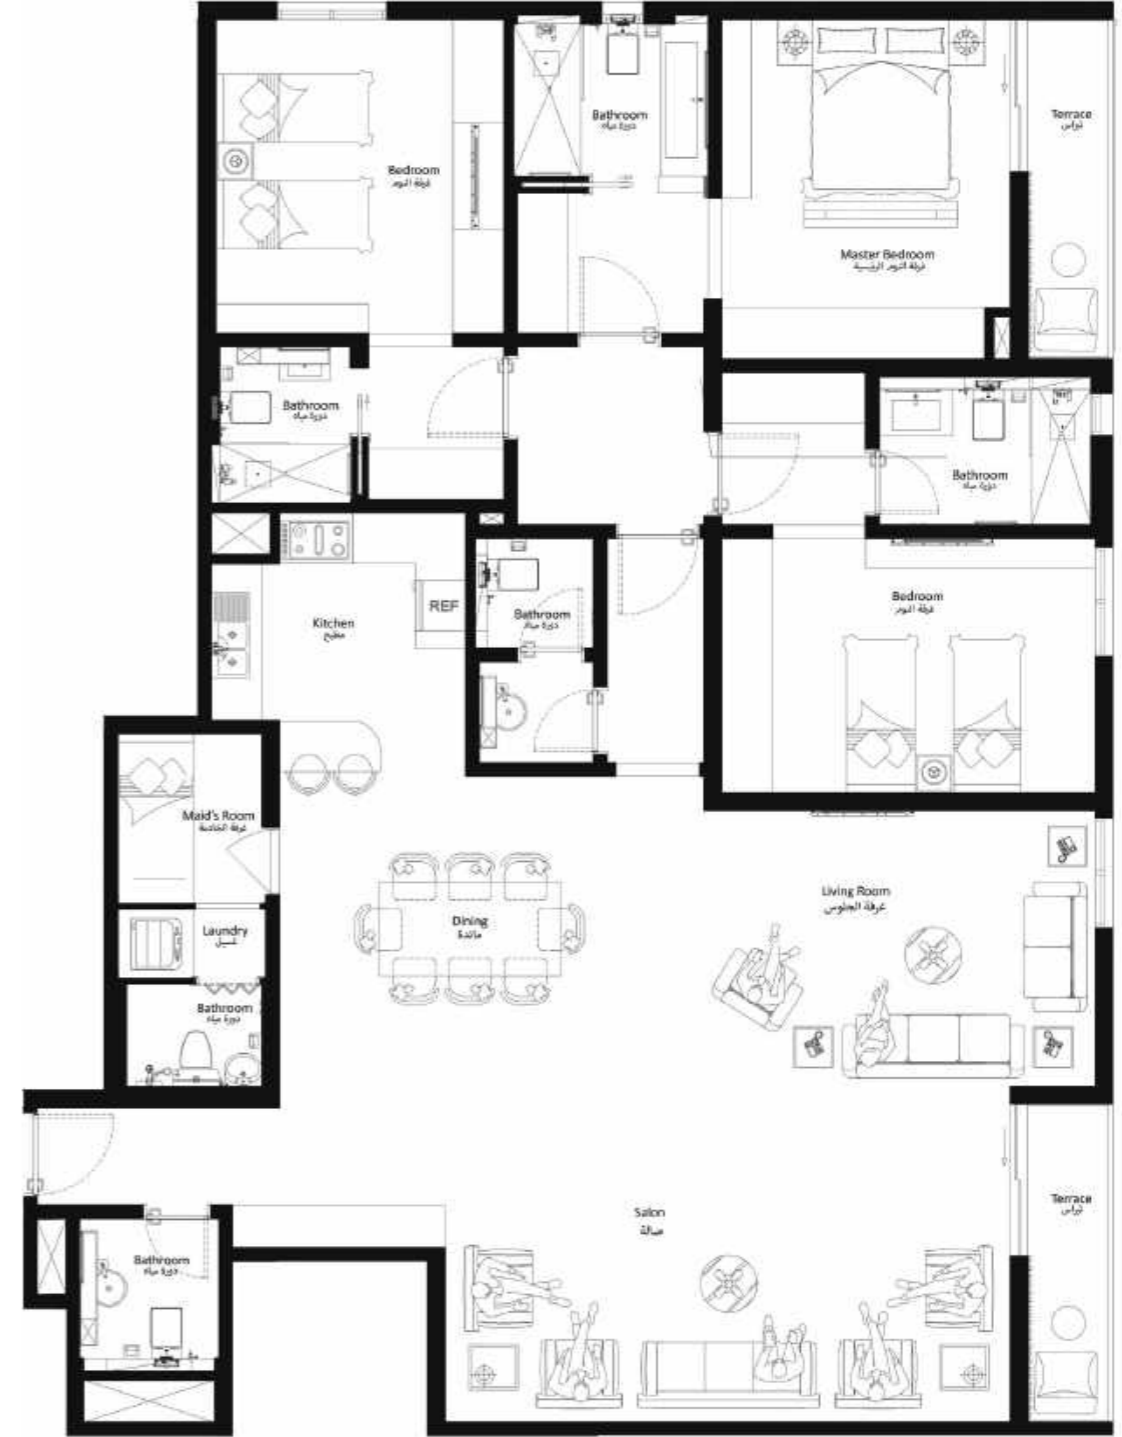 Bathroom
دورة مياه
Terrace
تراس
Bedroom
غرفة النوم
Master Bedroom
غرفة النوم الرئيسية
Bathroom
دورة مياه
Bathroom
دورة مياه
Kitchen
مطبخ
REF
Bathroom
دورة مياه
Bedroom
غرفة النوم
Maid's Room
غرفة الخادمة
Living Room
غرفة الجلوس
Dining
مائدة
Laundry
غسيل
Bathroom
دورة مياه
Terrace
تراس
Salon
صالة
Bathroom
دورة مياه